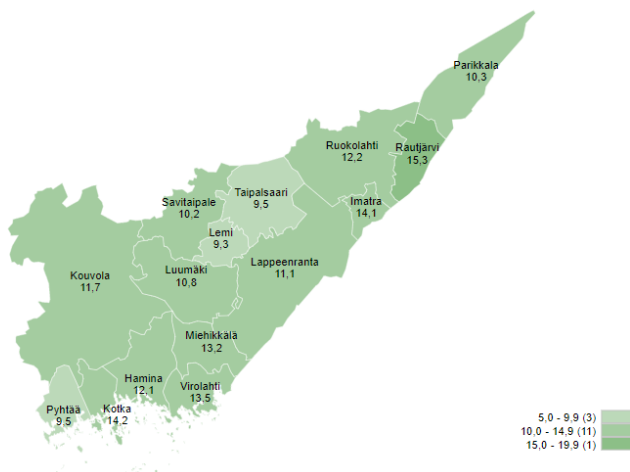 Parikkala
10,3
Ruokolahti
12,2
Rautjärvi
15,3
Taipalsaari
9,5
Savitaipale
10,2
Imatra
14,1
Lemi
9,3
Lappeenranta
11,1
Luumäki
10,8
Kouvola
11,7
Miehikkälä
13,2
Hamina
12,1
Virolahti
13,5
Pyhtää
9,5
Kotka
14,2
5,0 - 9,9 (3)
10,0 - 14,9 (11)
15,0 - 19,9 (1)